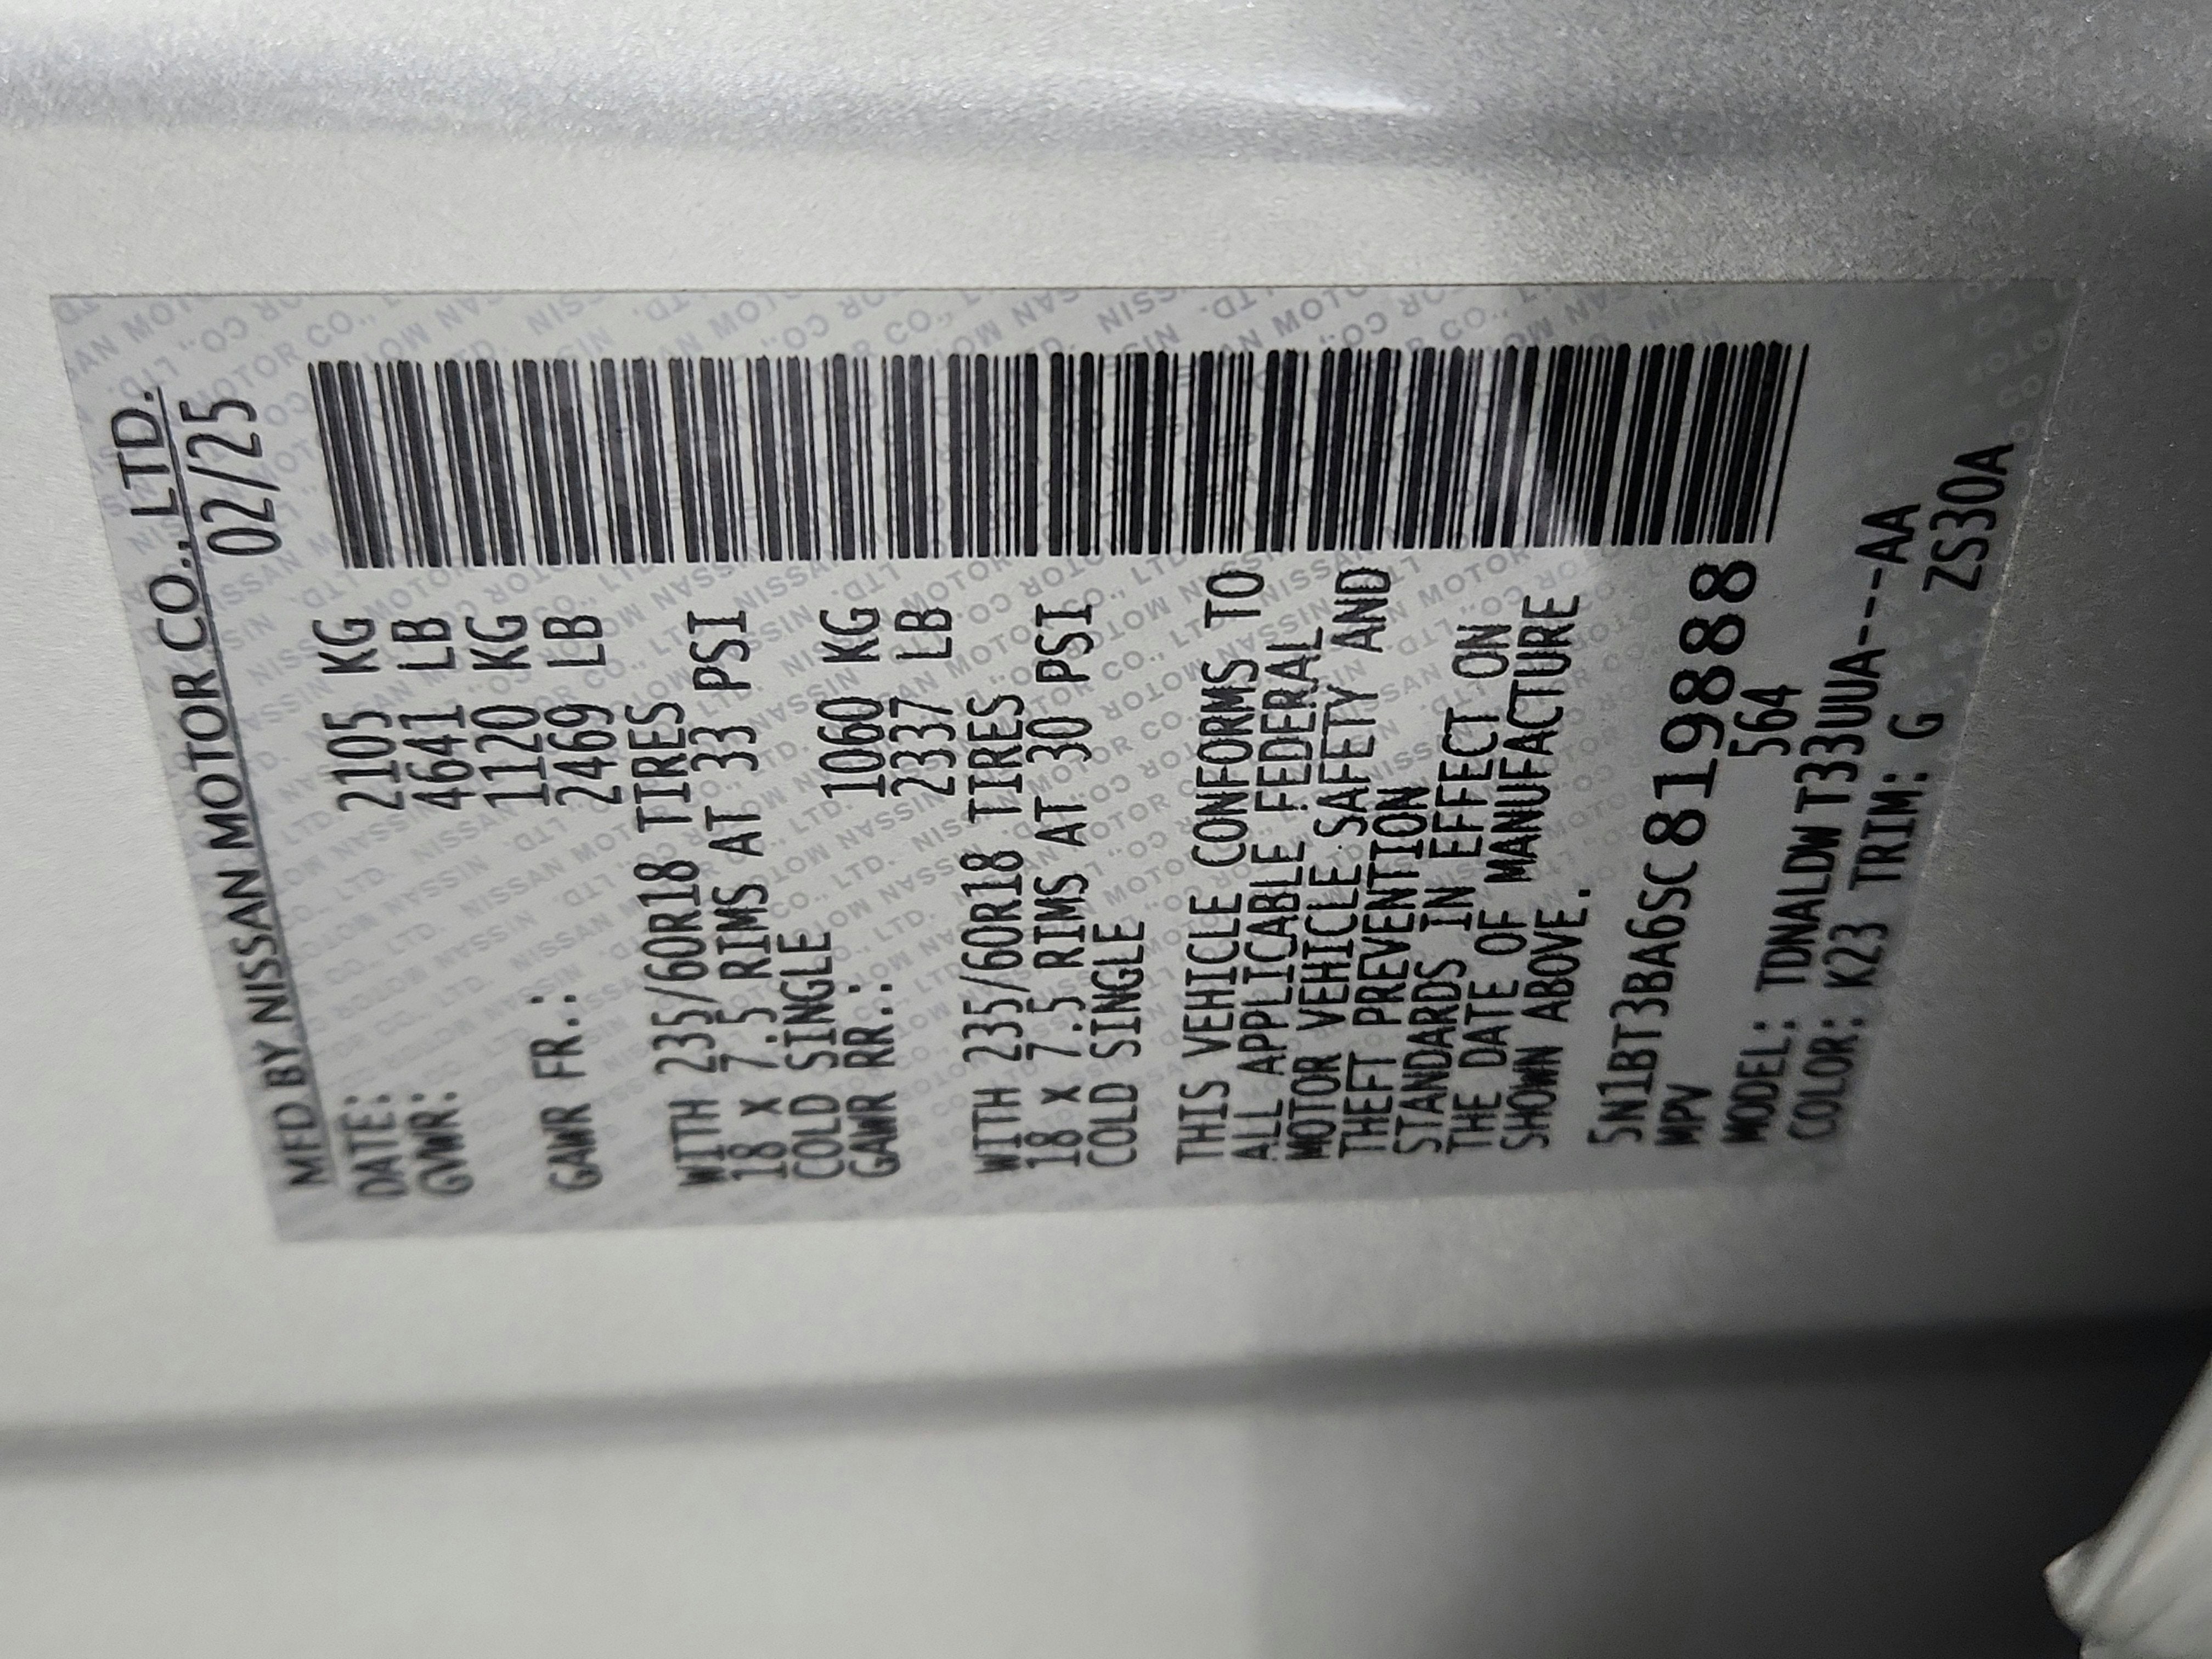 MFD BY NISSAN MOTOR CO., LTD.
DATE: 02/25
GVWR: 2105 KG
4641 LB
GAWR FR.: 1120 KG
2469 LB
WITH 235/60R18 TIRES
18 x 7.5 RIMS AT 33 PSI
COLD SINGLE
GAWR RR.: 1060 KG
2337 LB
WITH 235/60R18 TIRES
18 x 7.5 RIMS AT 30 PSI
COLD SINGLE
THIS VEHICLE CONFORMS TO
ALL APPLICABLE FEDERAL
MOTOR VEHICLE SAFETY AND
THEFT PREVENTION
STANDARDS IN EFFECT ON
THE DATE OF MANUFACTURE
SHOWN ABOVE.
5N1BT3BA6SC819888
MPV 564
MODEL: TDNALDW T33UUA---AA
COLOR: K23 TRIM: G ZS30A